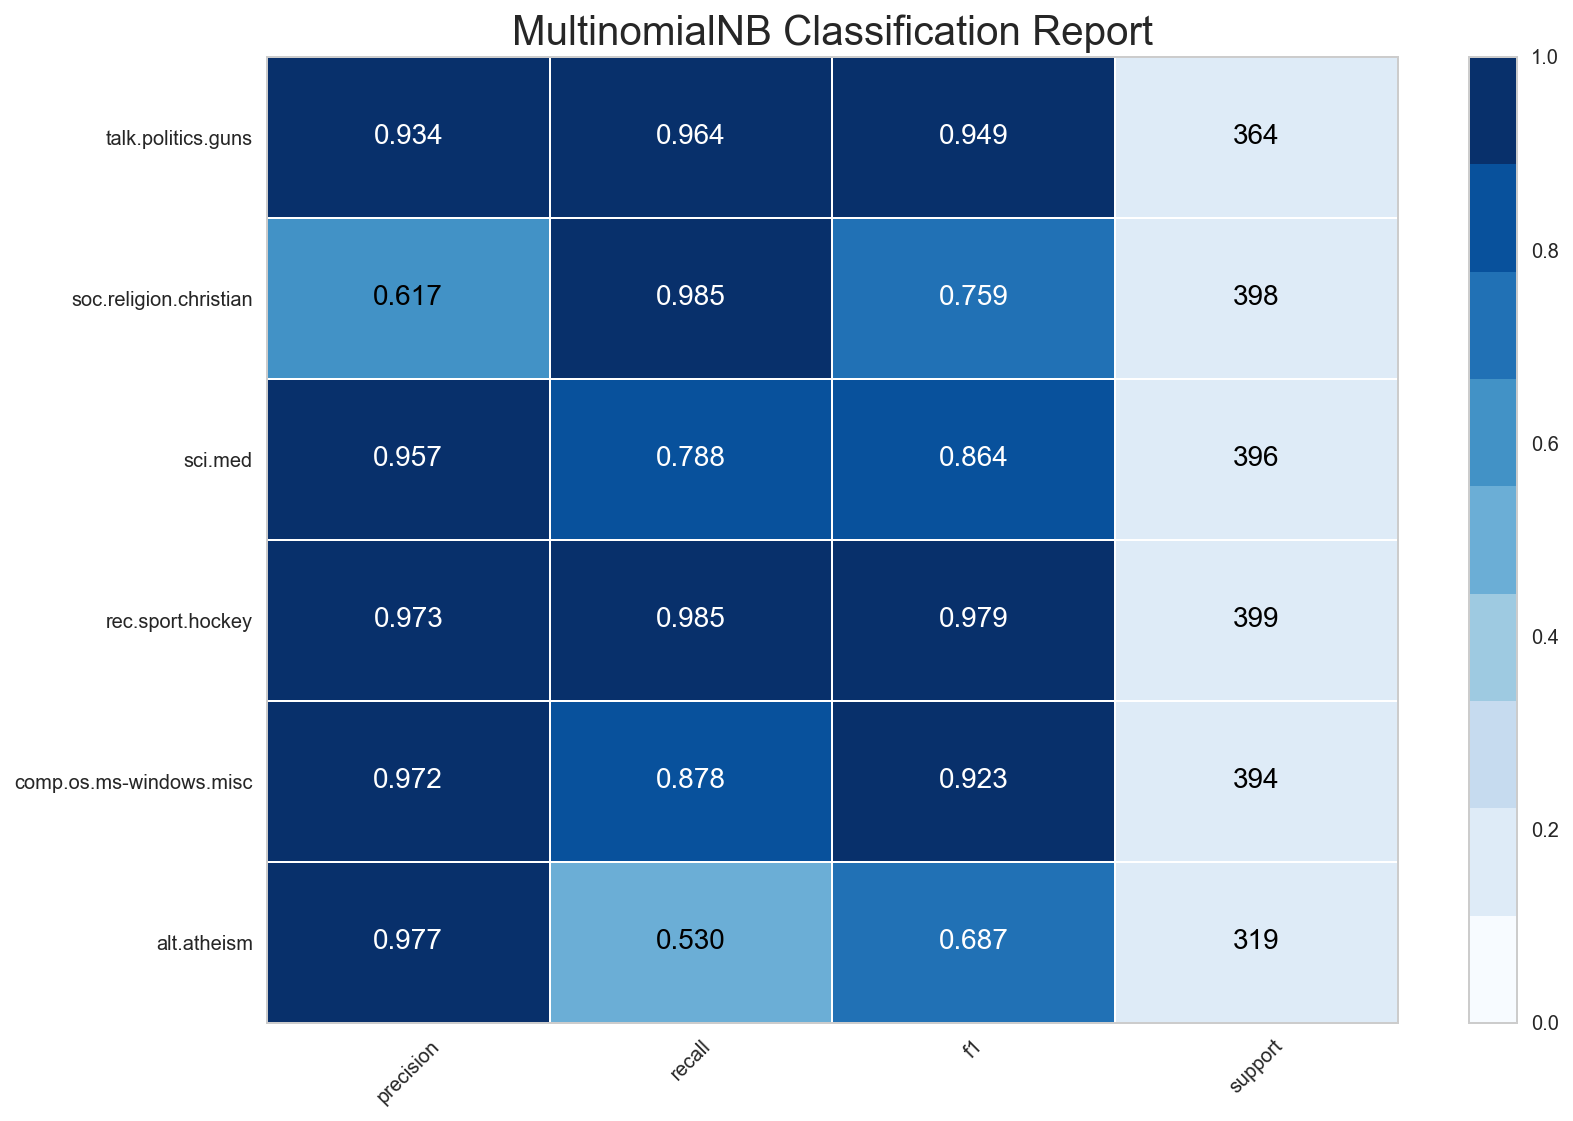 MultinomialNB Classification Report
talk.politics.guns 0.934 0.964 0.949 364
soc.religion.christian 0.617 0.985 0.759 398
sci.med 0.957 0.788 0.864 396
rec.sport.hockey 0.973 0.985 0.979 399
comp.os.ms-windows.misc 0.972 0.878 0.923 394
alt.atheism 0.977 0.530 0.687 319
precision recall f1 support
1.0
0.8
0.6
0.4
0.2
0.0